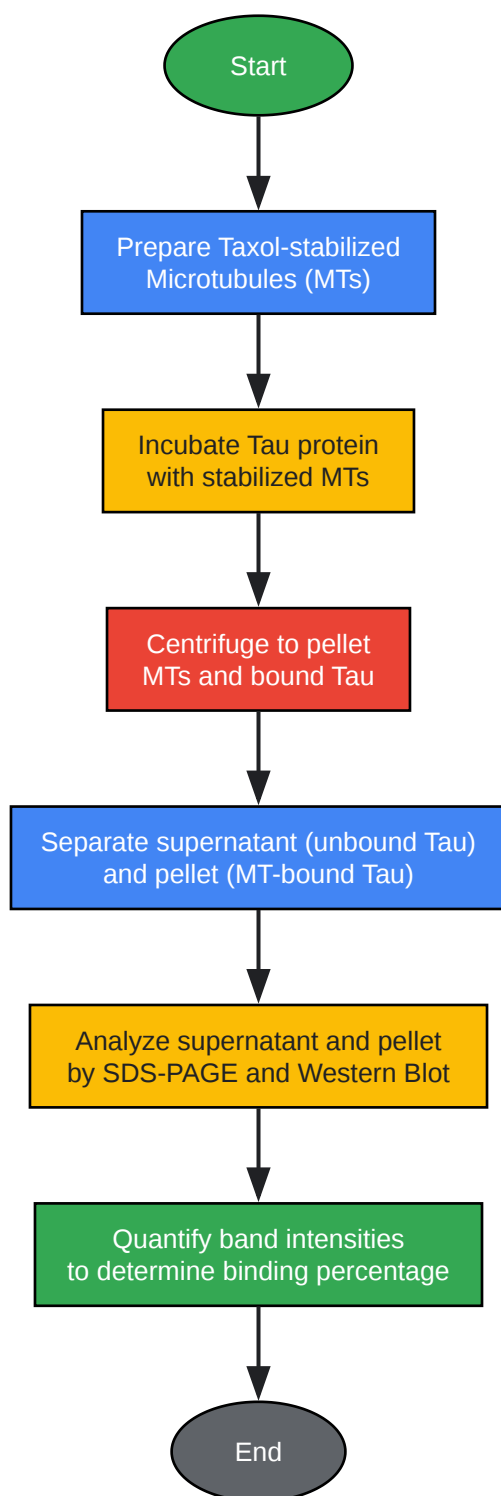 Start
Prepare Taxol-stabilized
Microtubules (MTs)
Incubate Tau protein
with stabilized MTs
Centrifuge to pellet
MTs and bound Tau
Separate supernatant (unbound Tau)
and pellet (MT-bound Tau)
Analyze supernatant and pellet
by SDS-PAGE and Western Blot
Quantify band intensities
to determine binding percentage
End